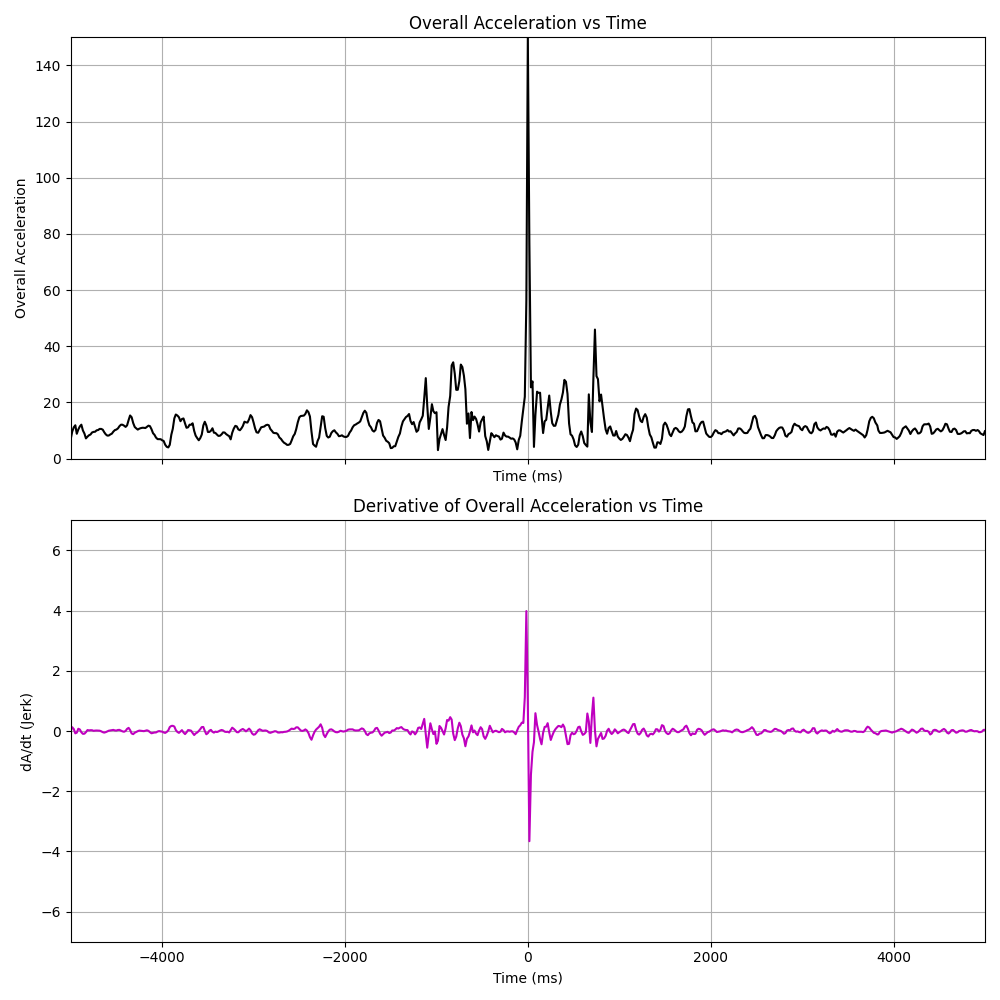 Overall Acceleration vs Time
Overall Acceleration
140
120
100
80
60
40
20
0
Time (ms)
Derivative of Overall Acceleration vs Time
dA/dt (Jerk)
6
4
2
0
−2
−4
−6
−4000 −2000 0 2000 4000
Time (ms)